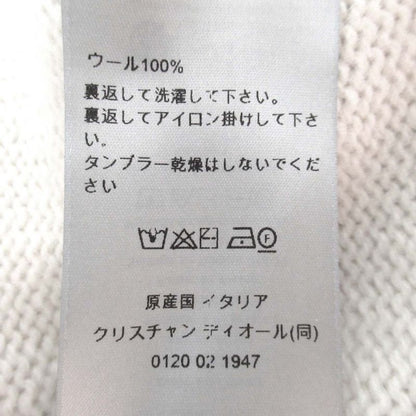 ウール100%
裏返して洗濯して下さい。
裏返してアイロン掛けして下さ
い。
タンブラー乾燥はしないでくだ
さい
F
原産国 イタリア
クリスチャン ディオール(同)
0120 02 1947